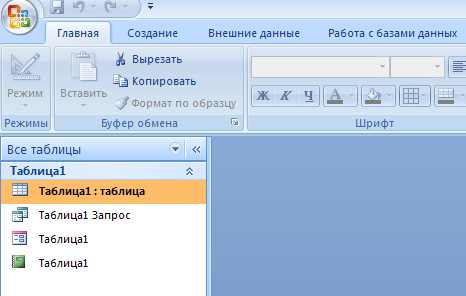 Главная Создание Внешние данные Работа с базами данных
Режим
Вставить
Вырезать
Копировать
Формат по образцу
Ж К Ч А
Режимы Буфер обмена Шрифт
Все таблицы
Таблица1
Таблица1 : таблица
Таблица1 Запрос
Таблица1
Таблица1